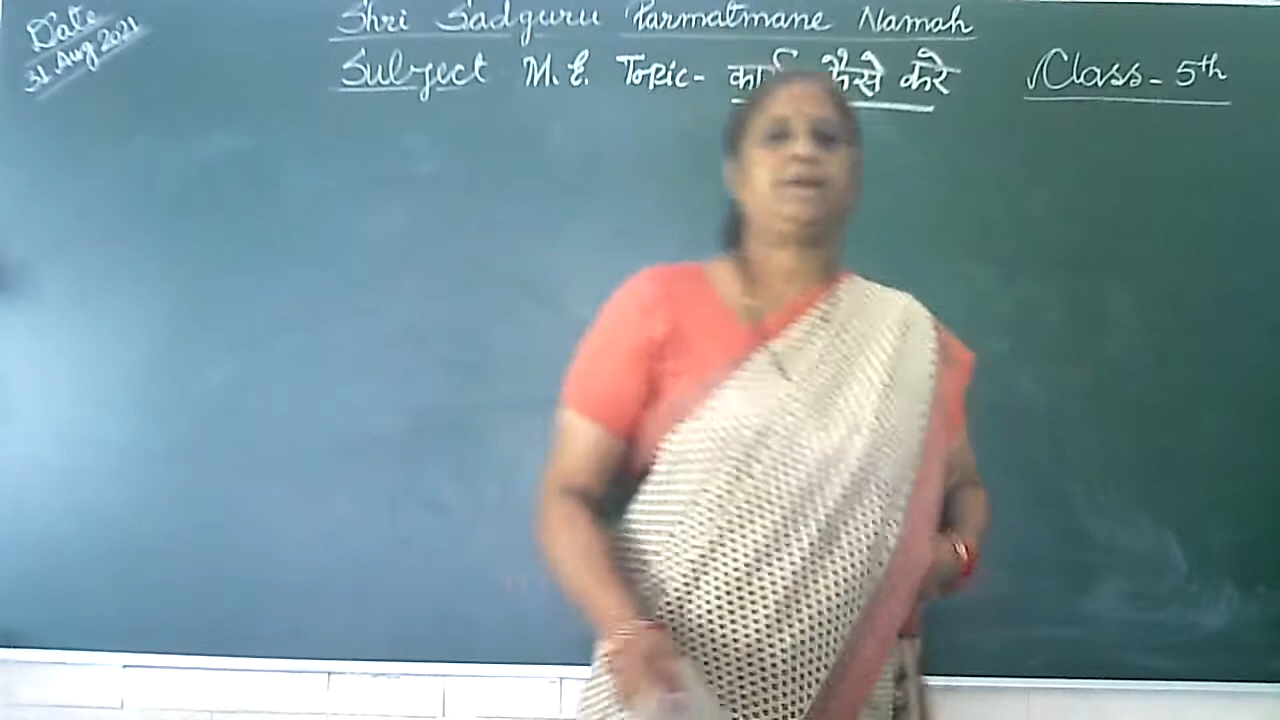 Date
31 Aug 2021
Shri Sadguru Parmatmane Namah
Subject M.E. Topic- कैसे करे Class - 5th